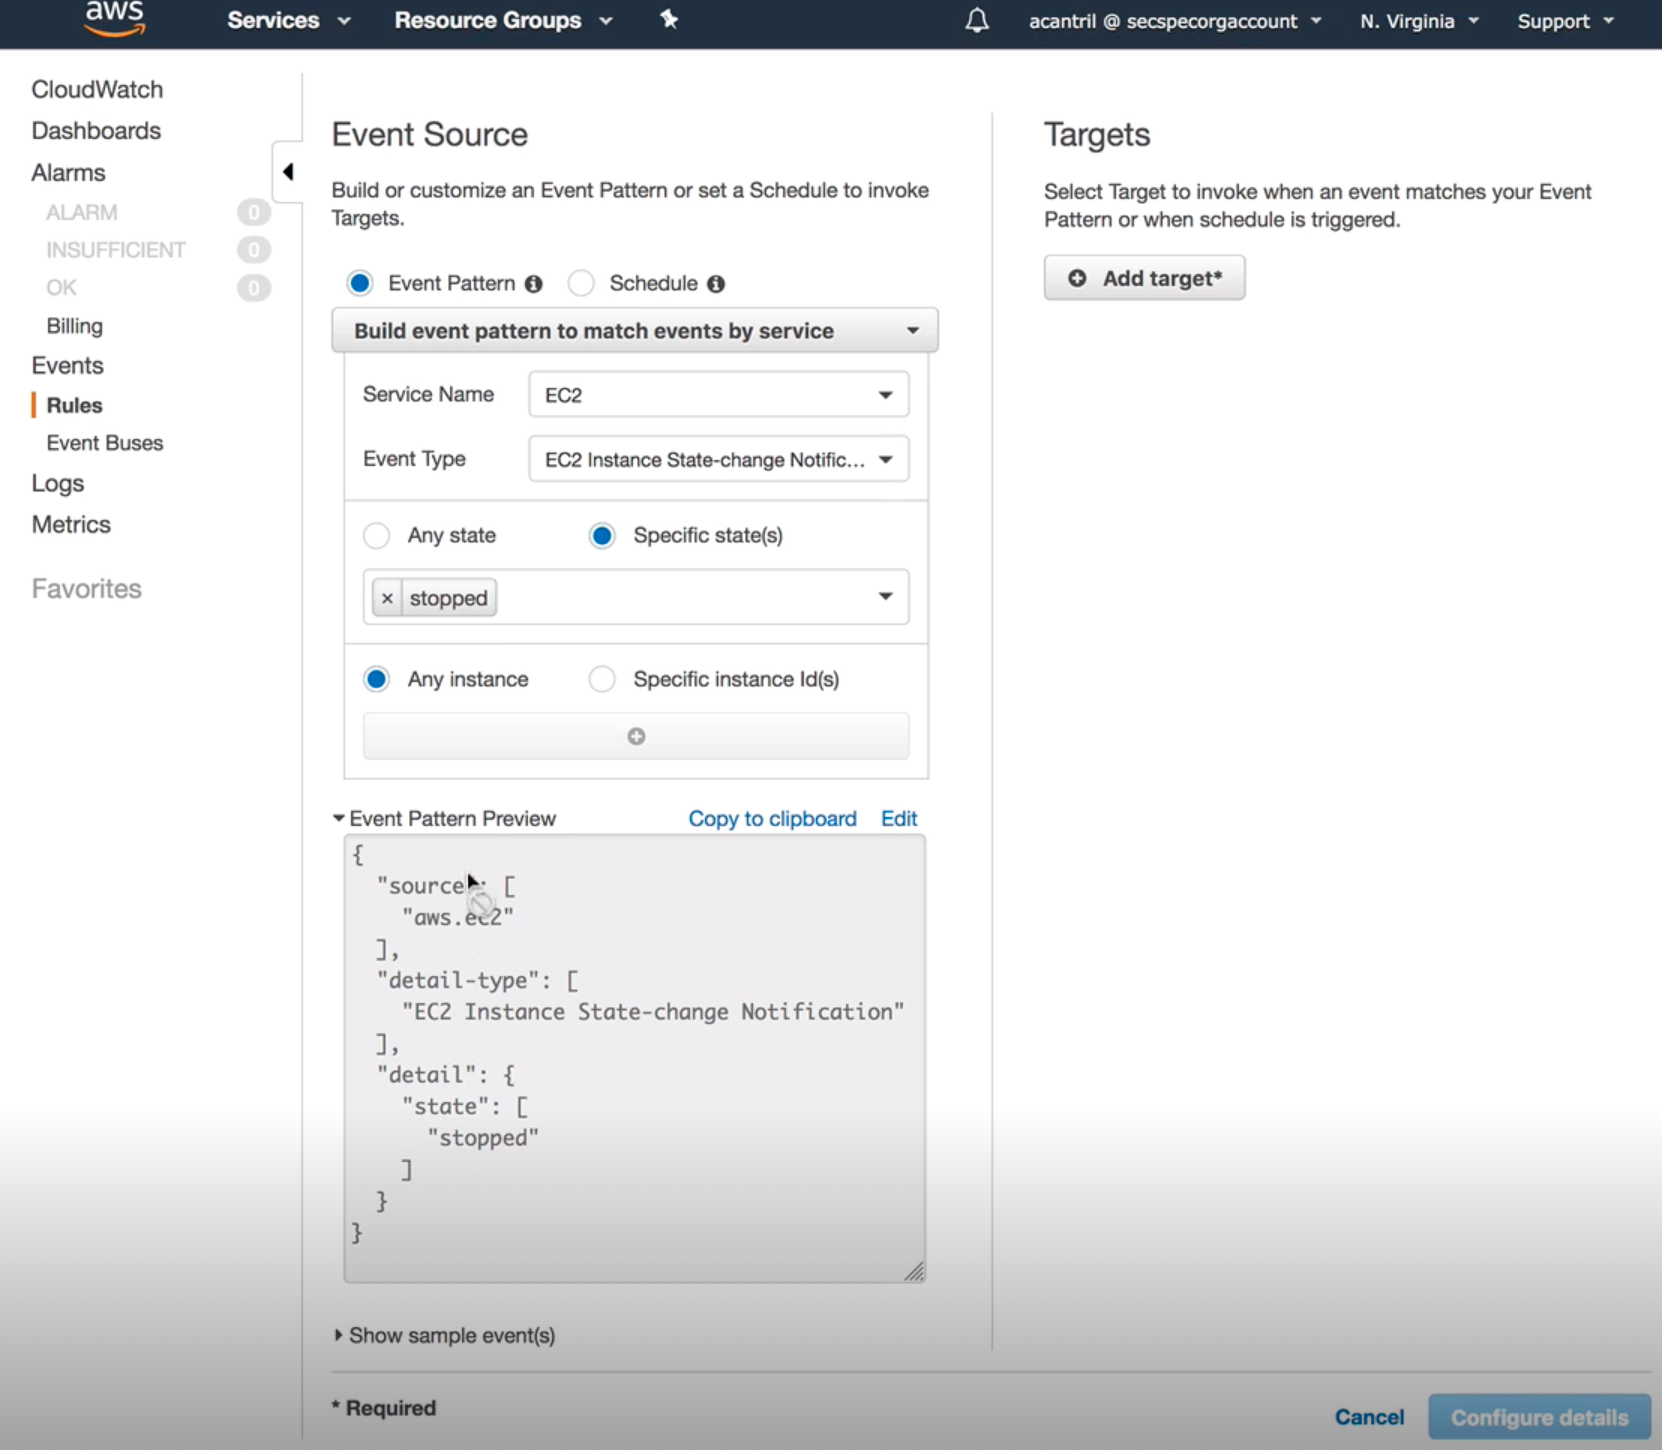 aws
Services
Resource Groups
acantril @ secspecorgaccount
N. Virginia
Support
CloudWatch
Dashboards
Alarms
ALARM 0
INSUFFICIENT 0
OK 0
Billing
Events
Rules
Event Buses
Logs
Metrics
Favorites
Event Source
Build or customize an Event Pattern or set a Schedule to invoke
Targets.
Event Pattern
Schedule
Build event pattern to match events by service
Service Name
EC2
Event Type
EC2 Instance State-change Notific...
Any state
Specific state(s)
× stopped
Any instance
Specific instance Id(s)
Event Pattern Preview
Copy to clipboard
Edit
{
"source": [
"aws.ec2"
],
"detail-type": [
"EC2 Instance State-change Notification"
],
"detail": {
"state": [
"stopped"
]
}
}
Show sample event(s)
* Required
Targets
Select Target to invoke when an event matches your Event
Pattern or when schedule is triggered.
Add target*
Cancel
Configure details